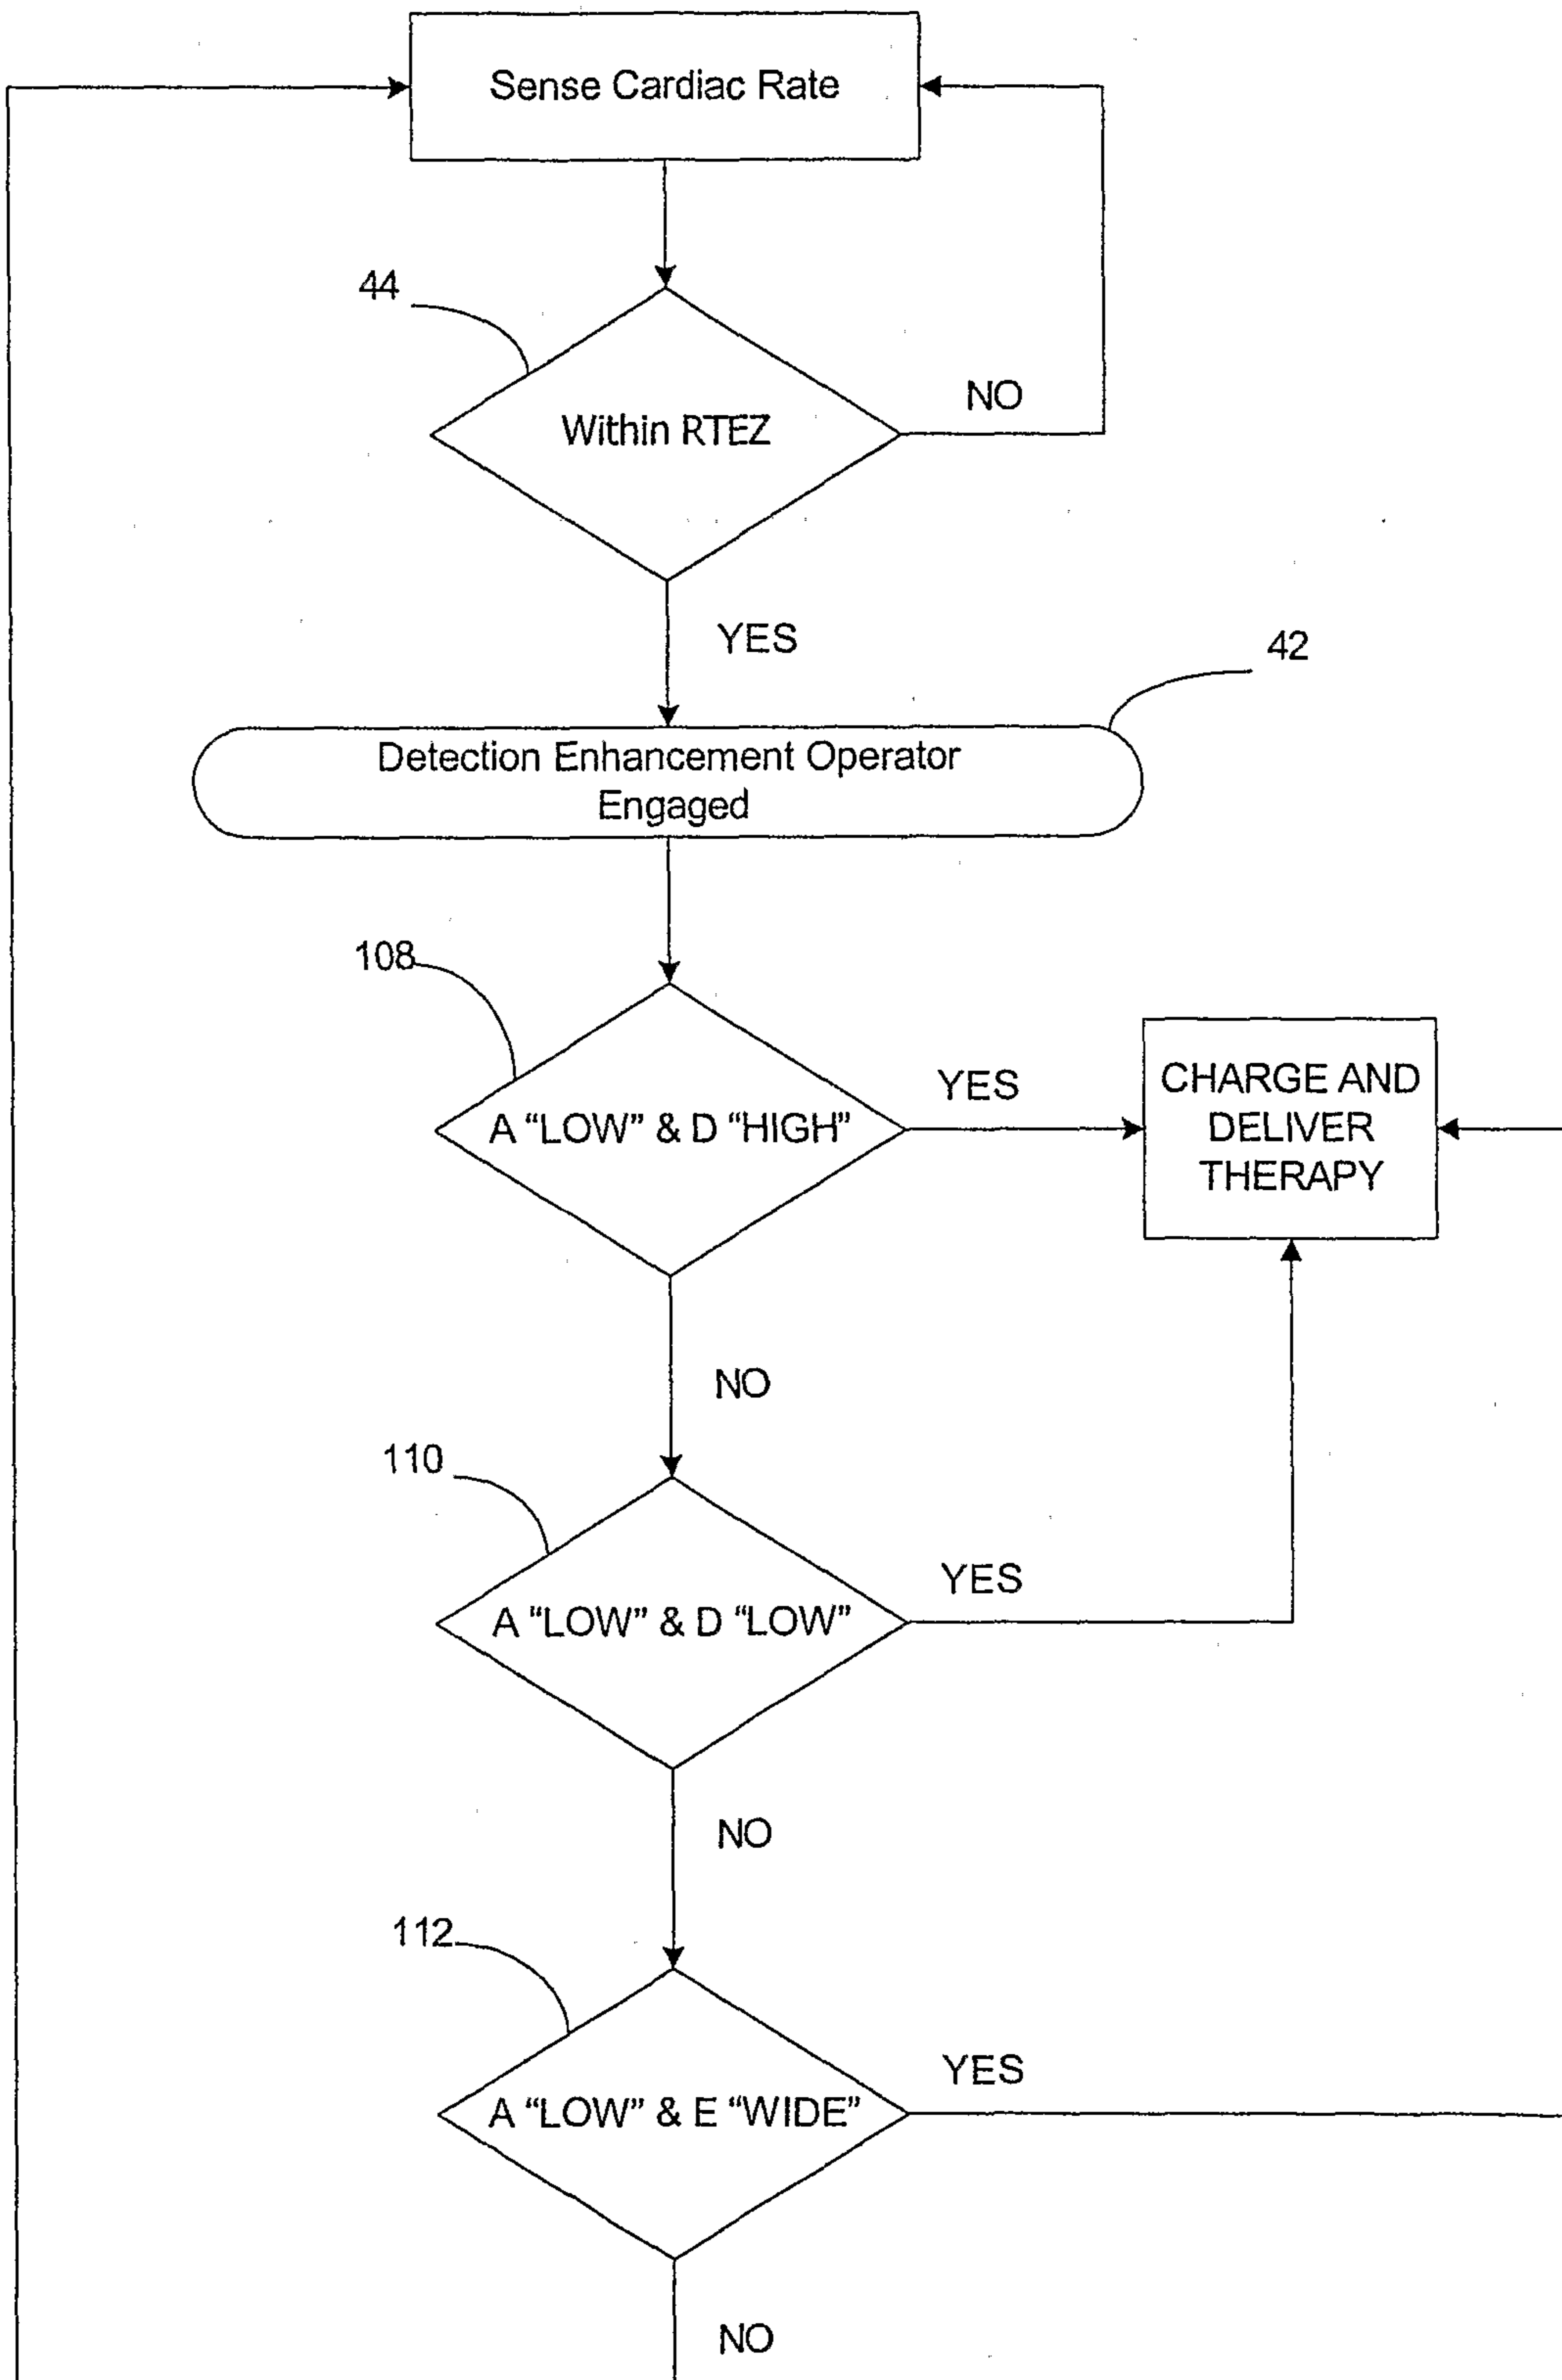 Sense Cardiac Rate
44
Within RTEZ
NO
YES
42
Detection Enhancement Operator
Engaged
108
A “LOW” & D “HIGH”
YES
CHARGE AND
DELIVER
THERAPY
NO
110
A “LOW” & D “LOW”
YES
NO
112
A “LOW” & E “WIDE”
YES
NO